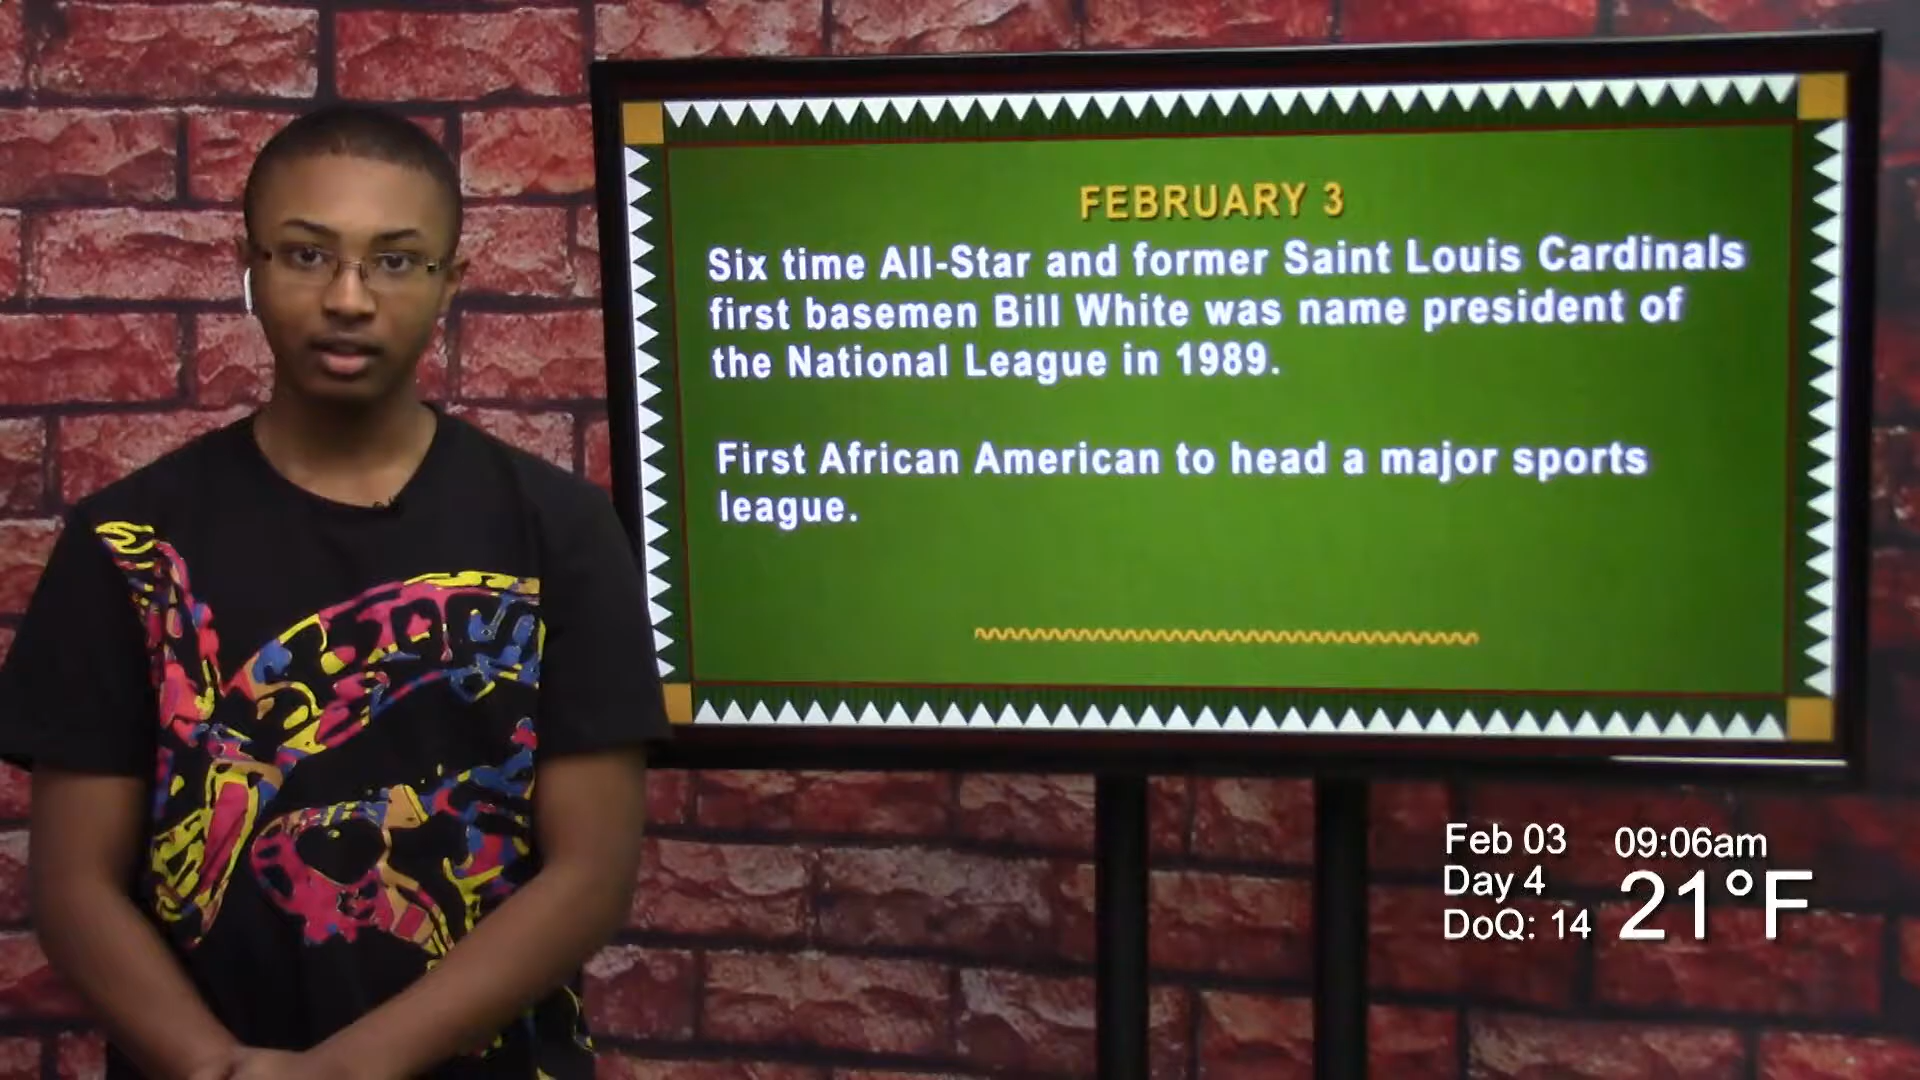 FEBRUARY 3
Six time All-Star and former Saint Louis Cardinals
first basemen Bill White was name president of
the National League in 1989.
First African American to head a major sports
league.
Feb 03 09:06am
Day 4
DoQ: 14 21°F